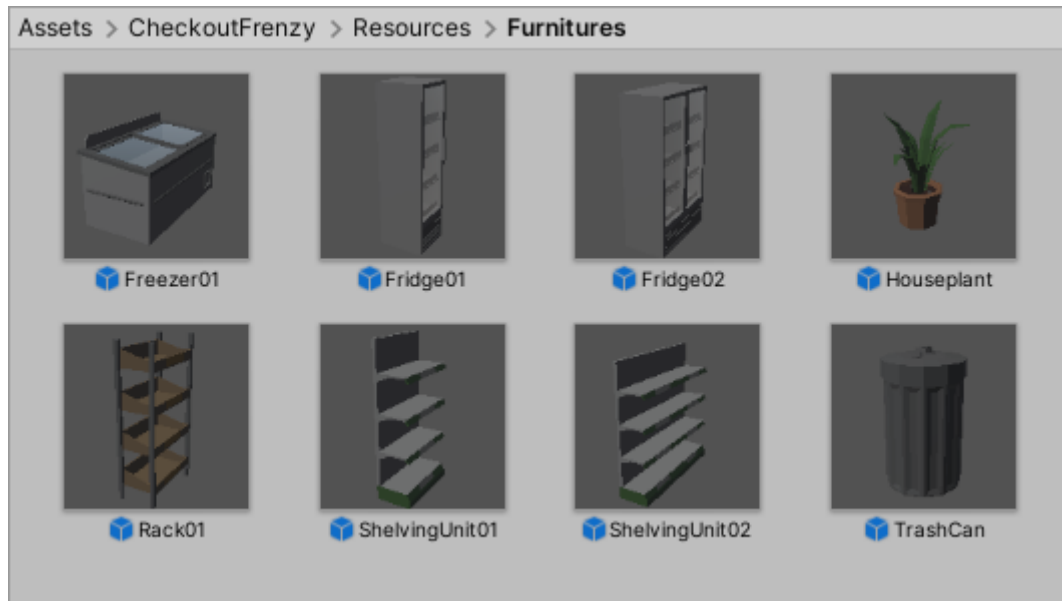 Assets > CheckoutFrenzy > Resources > Furnitures
Freezer01
Fridge01
Fridge02
Houseplant
Rack01
ShelvingUnit01
ShelvingUnit02
TrashCan